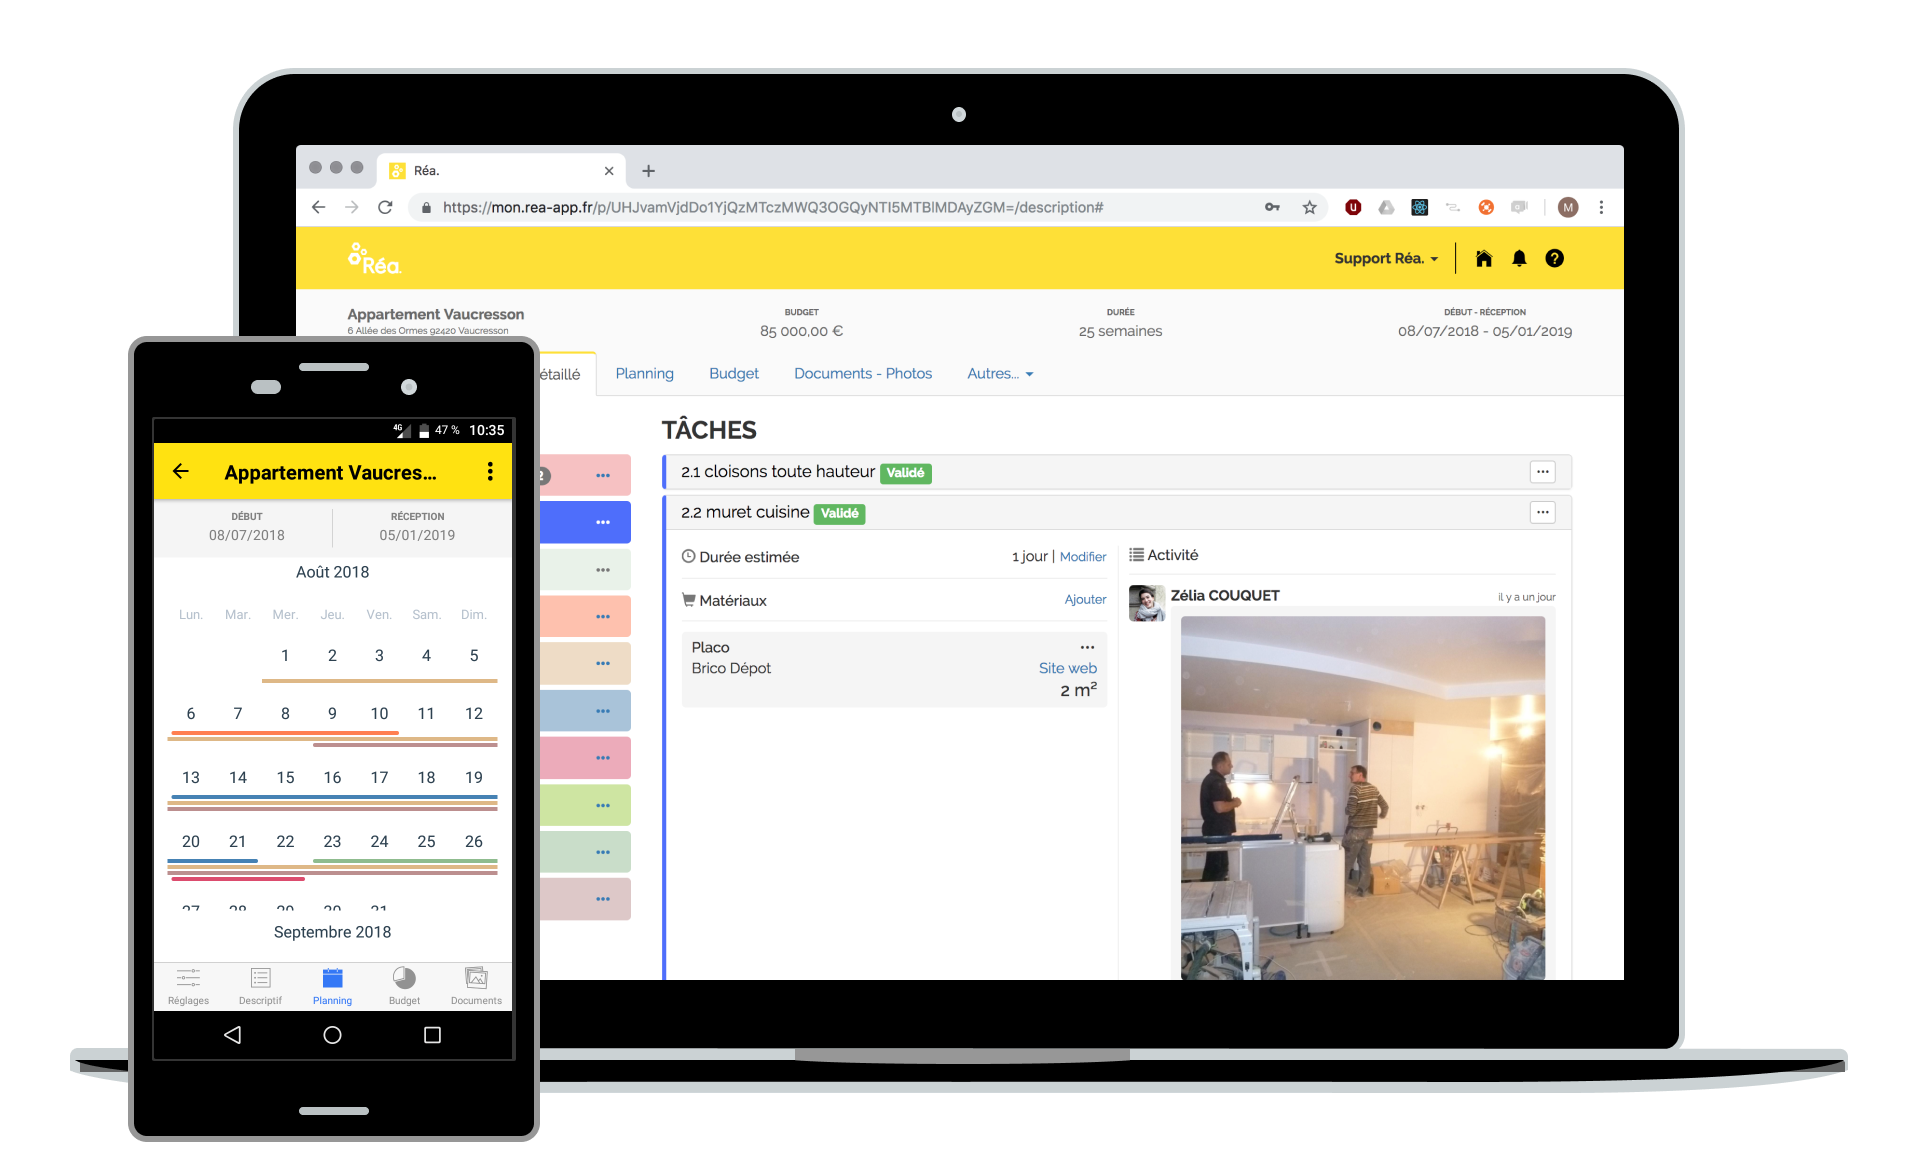 Réa.
https://mon.rea-app.fr/p/UHJvamVjdDo1YjQzMTczMWQ3OGQyNTI5MTBlMDAyZGM=/description#
M
Réa.
Support Réa.
Appartement Vaucresson
6 Allée des Ormes 92420 Vaucresson
BUDGET
85 000,00 €
DURÉE
25 semaines
DÉBUT - RÉCEPTION
08/07/2018 - 05/01/2019
étaillé
Planning
Budget
Documents - Photos
Autres...
TÂCHES
2.1 cloisons toute hauteur Validé
2.2 muret cuisine Validé
Durée estimée
1 jour | Modifier
Matériaux
Ajouter
Placo
Brico Dépot
Site web
2 m²
Activité
Zélia COUQUET
il y a un jour
4G 47 % 10:35
Appartement Vaucres...
DÉBUT
08/07/2018
RÉCEPTION
05/01/2019
Août 2018
Lun. Mar. Mer. Jeu. Ven. Sam. Dim.
1 2 3 4 5
6 7 8 9 10 11 12
13 14 15 16 17 18 19
20 21 22 23 24 25 26
27 28 29 30 31
Septembre 2018
Réglages Descriptif Planning Budget Documents